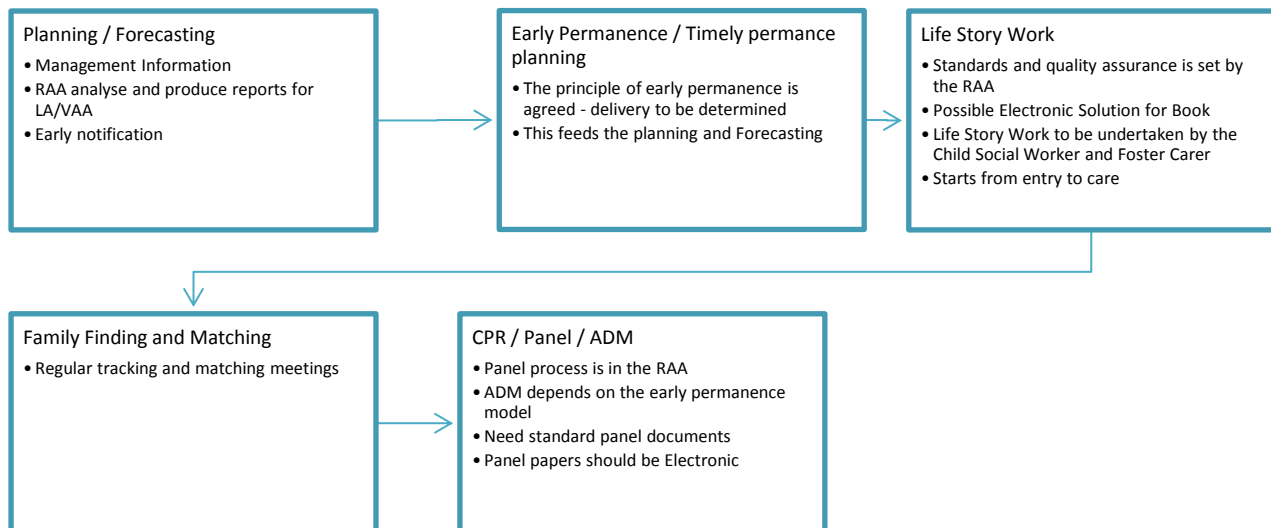 Planning / Forecasting
• Management Information
• RAA analyse and produce reports for
LA/VAA
• Early notification
Early Permanence / Timely permance
planning
• The principle of early permanence is
agreed - delivery to be determined
• This feeds the planning and Forecasting
Life Story Work
• Standards and quality assurance is set by
the RAA
• Possible Electronic Solution for Book
• Life Story Work to be undertaken by the
Child Social Worker and Foster Carer
• Starts from entry to care
Family Finding and Matching
• Regular tracking and matching meetings
CPR / Panel / ADM
• Panel process is in the RAA
• ADM depends on the early permanence
model
• Need standard panel documents
• Panel papers should be Electronic